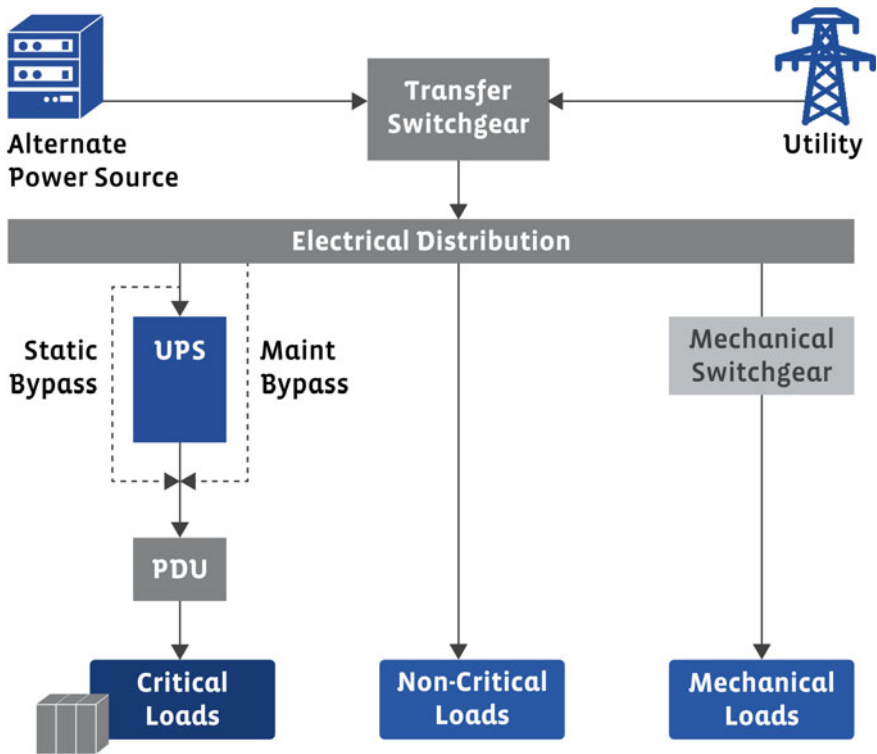 Transfer
Switchgear
Alternate
Power Source
Utility
Electrical Distribution
Static
Bypass
UPS
Maint
Bypass
Mechanical
Switchgear
PDU
Critical
Loads
Non-Critical
Loads
Mechanical
Loads